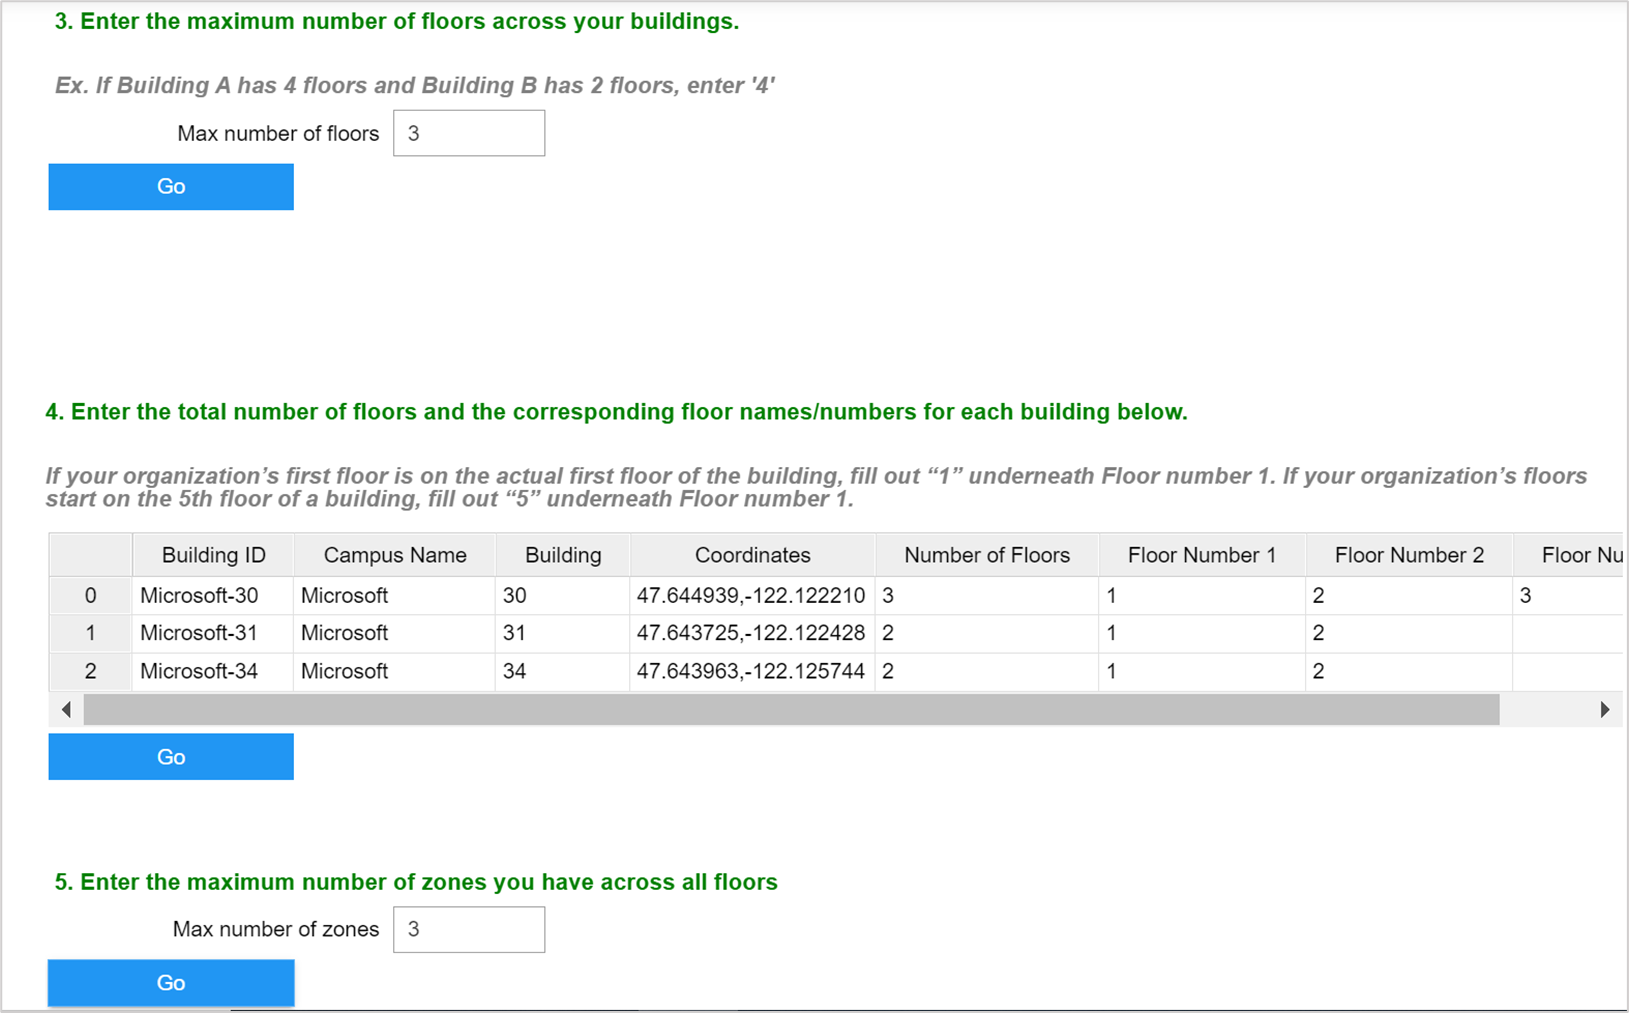 3. Enter the maximum number of floors across your buildings.
Ex. If Building A has 4 floors and Building B has 2 floors, enter '4'
Max number of floors 3
Go
4. Enter the total number of floors and the corresponding floor names/numbers for each building below.
If your organization’s first floor is on the actual first floor of the building, fill out “1” underneath Floor number 1. If your organization’s floors
start on the 5th floor of a building, fill out “5” underneath Floor number 1.
Building ID Campus Name Building Coordinates Number of Floors Floor Number 1 Floor Number 2 Floor Nu
0 Microsoft-30 Microsoft 30 47.644939,-122.122210 3 1 2 3
1 Microsoft-31 Microsoft 31 47.643725,-122.122428 2 1 2
2 Microsoft-34 Microsoft 34 47.643963,-122.125744 2 1 2
Go
5. Enter the maximum number of zones you have across all floors
Max number of zones 3
Go